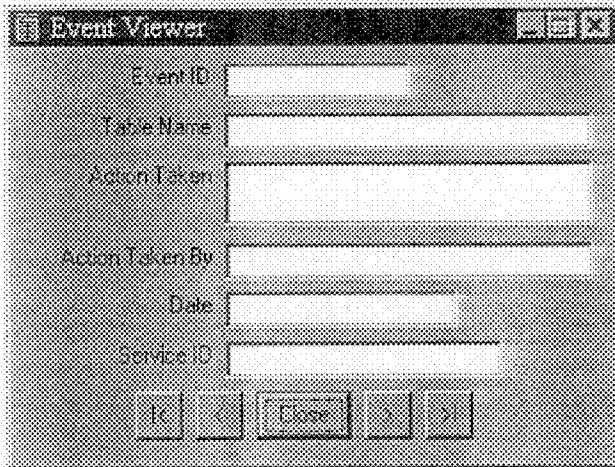 Event Viewer
Event ID
Table Name
Action Taken
Action Taken By
Date
Service ID
|< < Close > >|